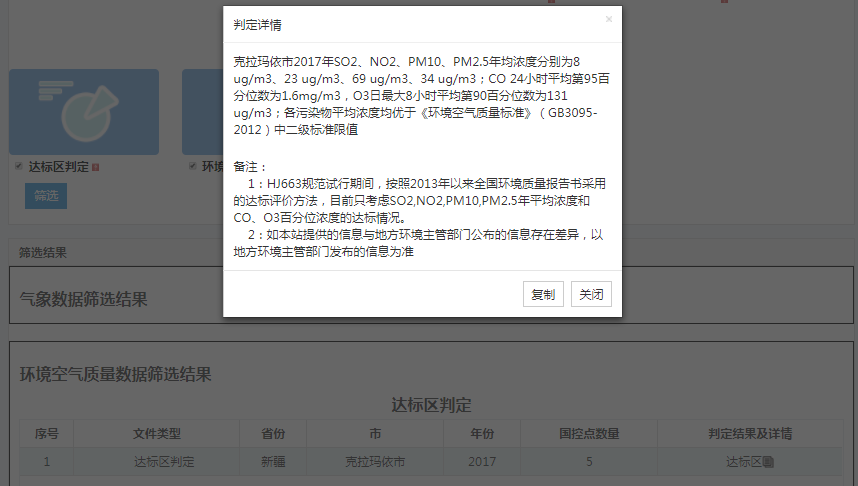 判定详情
×
克拉玛依市2017年SO2、NO2、PM10、PM2.5年均浓度分别为8
ug/m3、23 ug/m3、69 ug/m3、34 ug/m3；CO 24小时平均第95百
分位数为1.6mg/m3，O3日最大8小时平均第90百分位数为131
ug/m3；各污染物平均浓度均优于《环境空气质量标准》（GB3095-
2012）中二级标准限值
备注：
1：HJ663规范试行期间，按照2013年以来全国环境质量报告书采用
的达标评价方法，目前只考虑SO2,NO2,PM10,PM2.5年平均浓度和
CO、O3百分位浓度的达标情况。
2：如本站提供的信息与地方环境主管部门公布的信息存在差异，以
地方环境主管部门发布的信息为准
复制 关闭
达标区判定 环境
筛选
筛选结果
气象数据筛选结果
环境空气质量数据筛选结果
达标区判定
序号 文件类型 省份 市 年份 国控点数量 判定结果及详情
1 达标区判定 新疆 克拉玛依市 2017 5 达标区